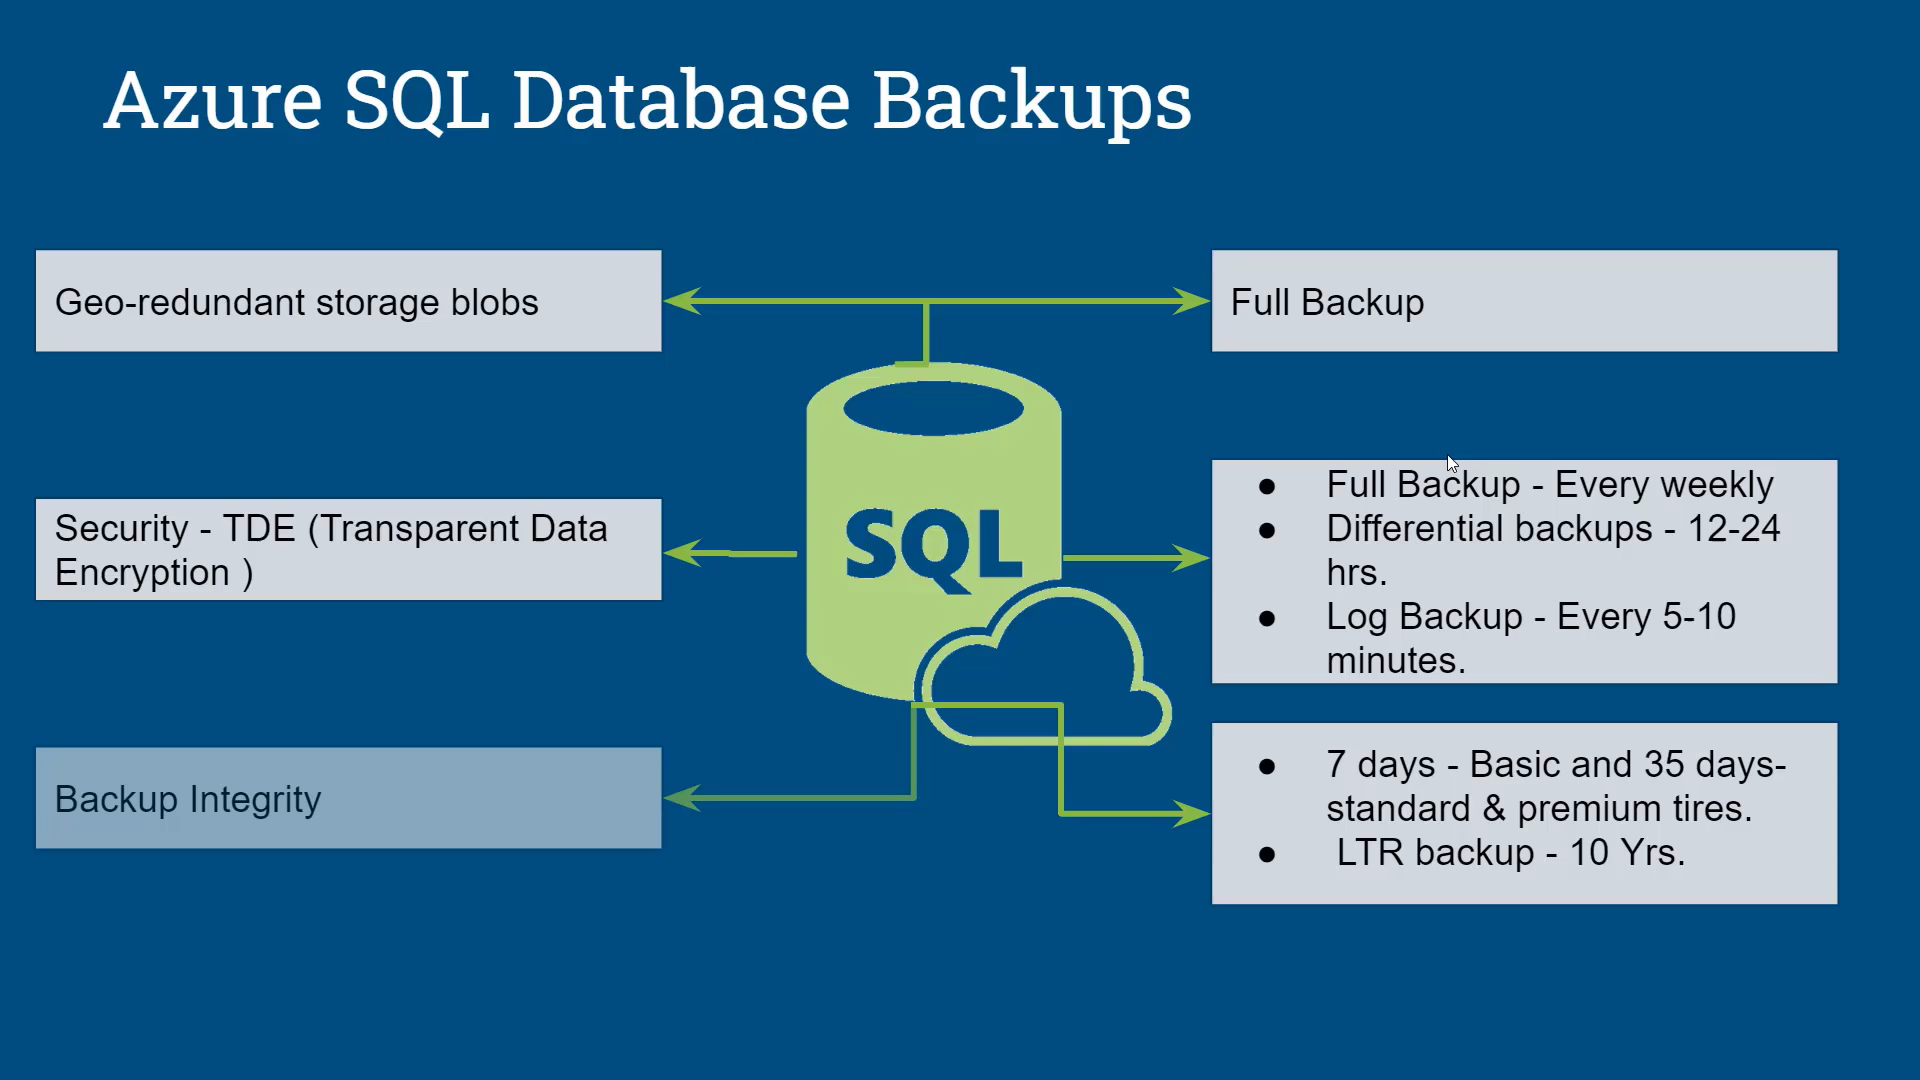 Azure SQL Database Backups
Geo-redundant storage blobs
Full Backup
Security - TDE (Transparent Data
Encryption )
SQL
● Full Backup - Every weekly
● Differential backups - 12-24
hrs.
● Log Backup - Every 5-10
minutes.
Backup Integrity
● 7 days - Basic and 35 days-
standard & premium tires.
● LTR backup - 10 Yrs.